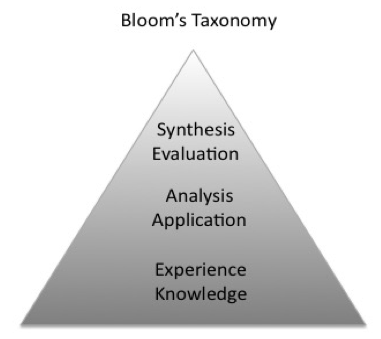 Bloom’s Taxonomy
Synthesis
Evaluation
Analysis
Application
Experience
Knowledge